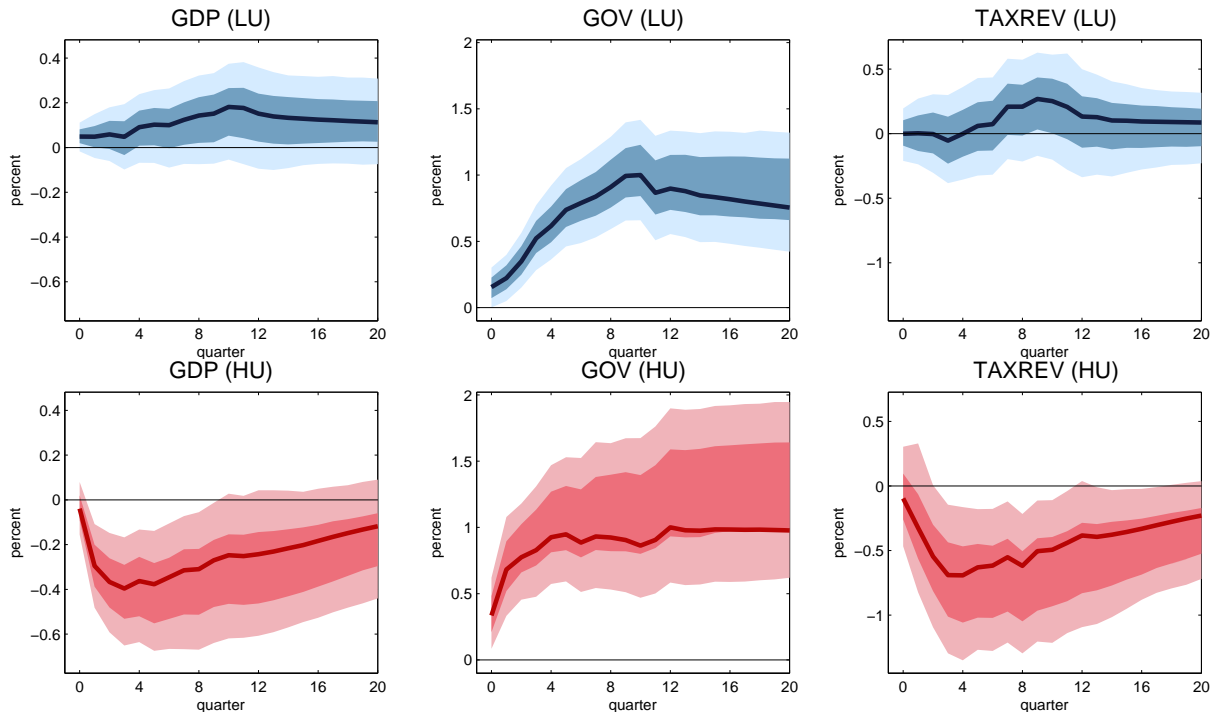 GDP (LU)
percent
0.4
0.2
0
−0.2
−0.4
−0.6
0 4 8 12 16 20
quarter
GOV (LU)
percent
2
1.5
1
0.5
0
0 4 8 12 16 20
quarter
TAXREV (LU)
percent
0.5
0
−0.5
−1
0 4 8 12 16 20
quarter
GDP (HU)
percent
0.4
0.2
0
−0.2
−0.4
−0.6
0 4 8 12 16 20
quarter
GOV (HU)
percent
2
1.5
1
0.5
0
0 4 8 12 16 20
quarter
TAXREV (HU)
percent
0.5
0
−0.5
−1
0 4 8 12 16 20
quarter